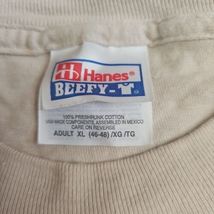 Hanes®
BEEFY-T®
100% PRESHRUNK COTTON
USA MADE COMPONENTS, ASSEMBLED IN MEXICO
CARE ON REVERSE
ADULT XL (46-48) /XG /TG